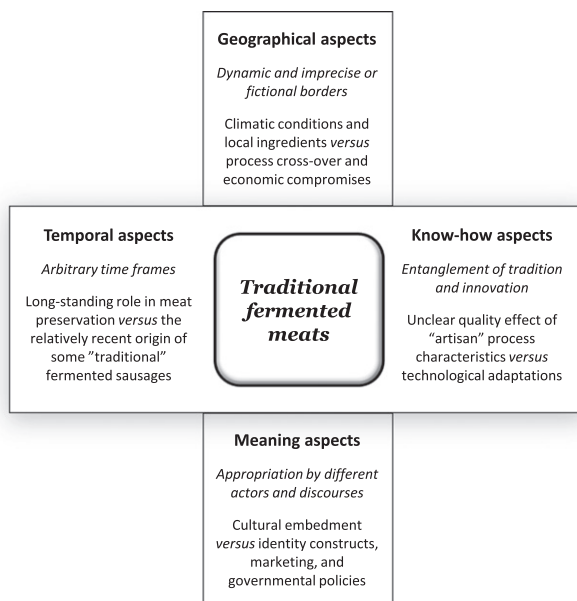 Geographical aspects
Dynamic and imprecise or
fictional borders
Climatic conditions and
local ingredients versus
process cross-over and
economic compromises
Temporal aspects
Arbitrary time frames
Long-standing role in meat
preservation versus the
relatively recent origin of
some ”traditional”
fermented sausages
Traditional
fermented
meats
Know-how aspects
Entanglement of tradition
and innovation
Unclear quality effect of
“artisan” process
characteristics versus
technological adaptations
Meaning aspects
Appropriation by different
actors and discourses
Cultural embedment
versus identity constructs,
marketing, and
governmental policies